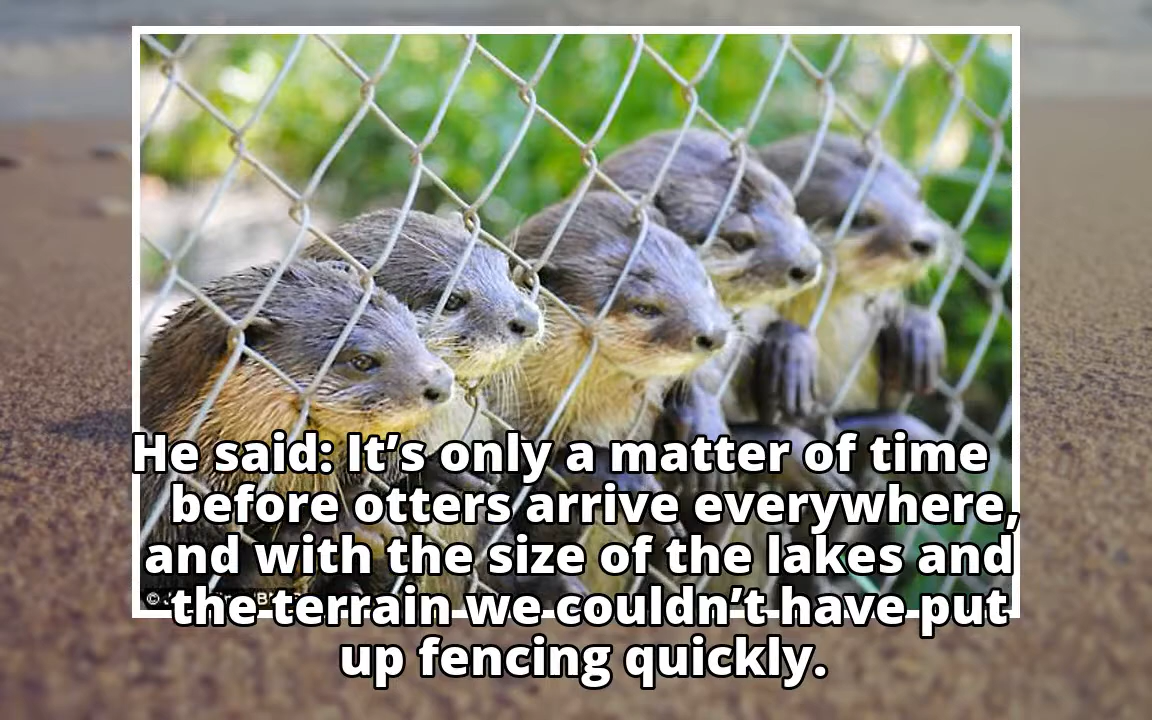 He said: It’s only a matter of time
before otters arrive everywhere,
and with the size of the lakes and
the terrain we couldn’t have put
up fencing quickly.
©